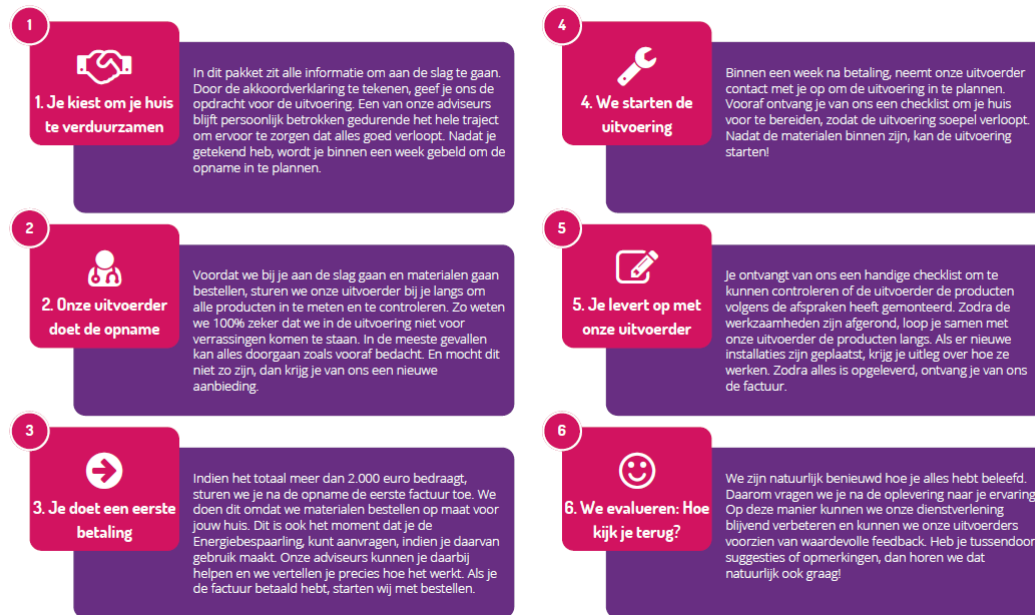 1
1. Je kiest om je huis
te verduurzamen
In dit pakket zit alle informatie om aan de slag te gaan.
Door de akkoordverklaring te tekenen, geef je ons de
opdracht voor de uitvoering. Een van onze adviseurs
blijft persoonlijk betrokken gedurende het hele traject
om ervoor te zorgen dat alles goed verloopt. Nadat je
getekend heb, wordt je binnen een week gebeld om de
opname in te plannen.
2
2. Onze uitvoerder
doet de opname
Voordat we bij je aan de slag gaan en materialen gaan
bestellen, sturen we onze uitvoerder bij je langs om
alle producten in te meten en te controleren. Zo weten
we 100% zeker dat we in de uitvoering niet voor
verrassingen komen te staan. In de meeste gevallen
kan alles doorgaan zoals vooraf bedacht. En mocht dit
niet zo zijn, dan krijg je van ons een nieuwe
aanbieding.
3
3. Je doet een eerste
betaling
Indien het totaal meer dan 2.000 euro bedraagt,
sturen we je na de opname de eerste factuur toe. We
doen dit omdat we materialen bestellen op maat voor
jouw huis. Dit is ook het moment dat je de
Energiebespaarling, kunt aanvragen, indien je daarvan
gebruik maakt. Onze adviseurs kunnen je daarbij
helpen en we vertellen je precies hoe het werkt. Als je
de factuur betaald hebt, starten wij met bestellen.
4
4. We starten de
uitvoering
Binnen een week na betaling, neemt onze uitvoerder
contact met je op om de uitvoering in te plannen.
Vooraf ontvang je van ons een checklist om je huis
voor te bereiden, zodat de uitvoering soepel verloopt.
Nadat de materialen binnen zijn, kan de uitvoering
starten!
5
5. Je levert op met
onze uitvoerder
Je ontvangt van ons een handige checklist om te
kunnen controleren of de uitvoerder de producten
volgens de afspraken heeft gemonteerd. Zodra de
werkzaamheden zijn afgerond, loop je samen met
onze uitvoerder de producten langs. Als er nieuwe
installaties zijn geplaatst, krijg je uitleg over hoe ze
werken. Zodra alles is opgeleverd, ontvang je van ons
de factuur.
6
6. We evalueren: Hoe
kijk je terug?
We zijn natuurlijk benieuwd hoe je alles hebt beleefd.
Daarom vragen we je na de oplevering naar je ervaring
Op deze manier kunnen we onze dienstverlening
blijvend verbeteren en kunnen we onze uitvoerders
voorzien van waardevolle feedback. Heb je tussendoor
suggesties of opmerkingen, dan horen we dat
natuurlijk ook graag!